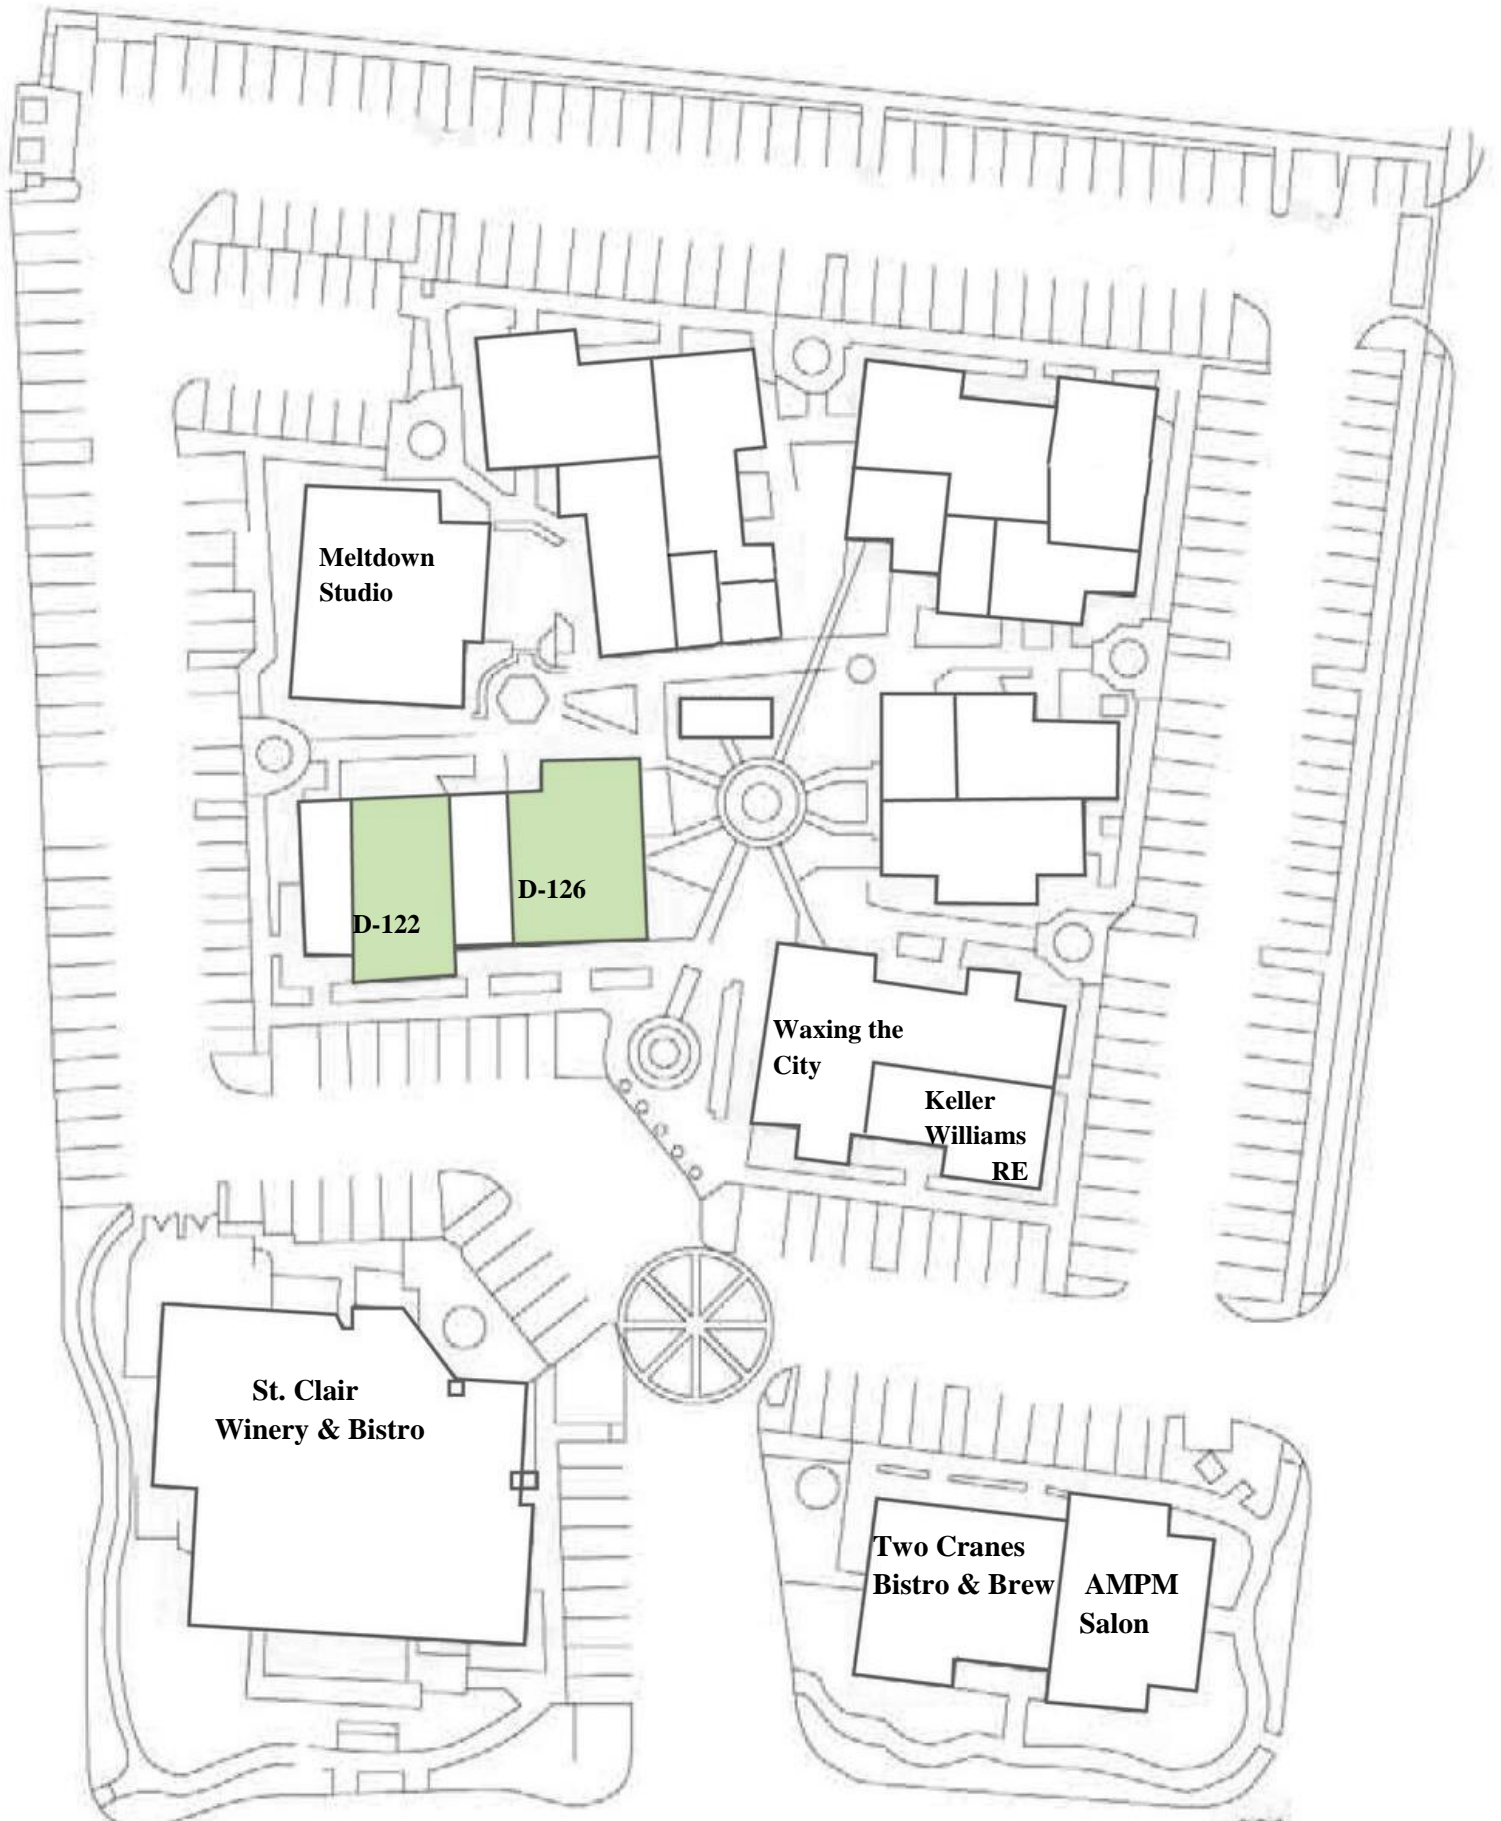 Meltdown
Studio
D-126
D-122
Waxing the
City
Keller
Williams
RE
St. Clair
Winery & Bistro
Two Cranes
Bistro & Brew
AMPM
Salon